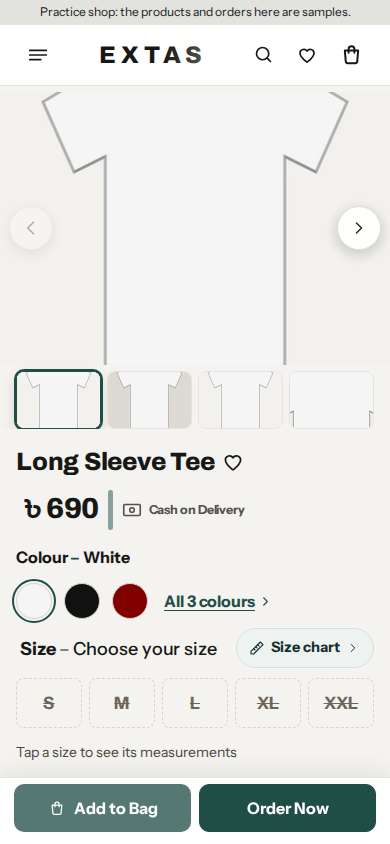 Practice shop: the products and orders here are samples.
EXTAS
Long Sleeve Tee
৳ 690
Cash on Delivery
Colour – White
All 3 colours
Size – Choose your size
Size chart
S M L XL XXL
Tap a size to see its measurements
Add to Bag
Order Now